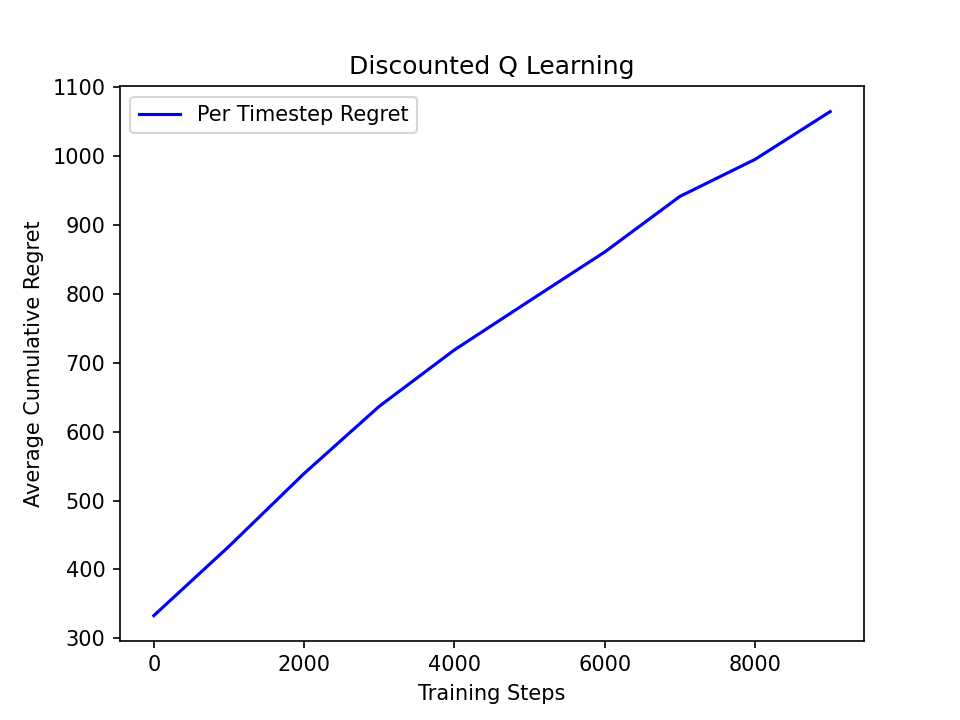 Discounted Q Learning
Per Timestep Regret
Average Cumulative Regret
1100
1000
900
800
700
600
500
400
300
0 2000 4000 6000 8000
Training Steps